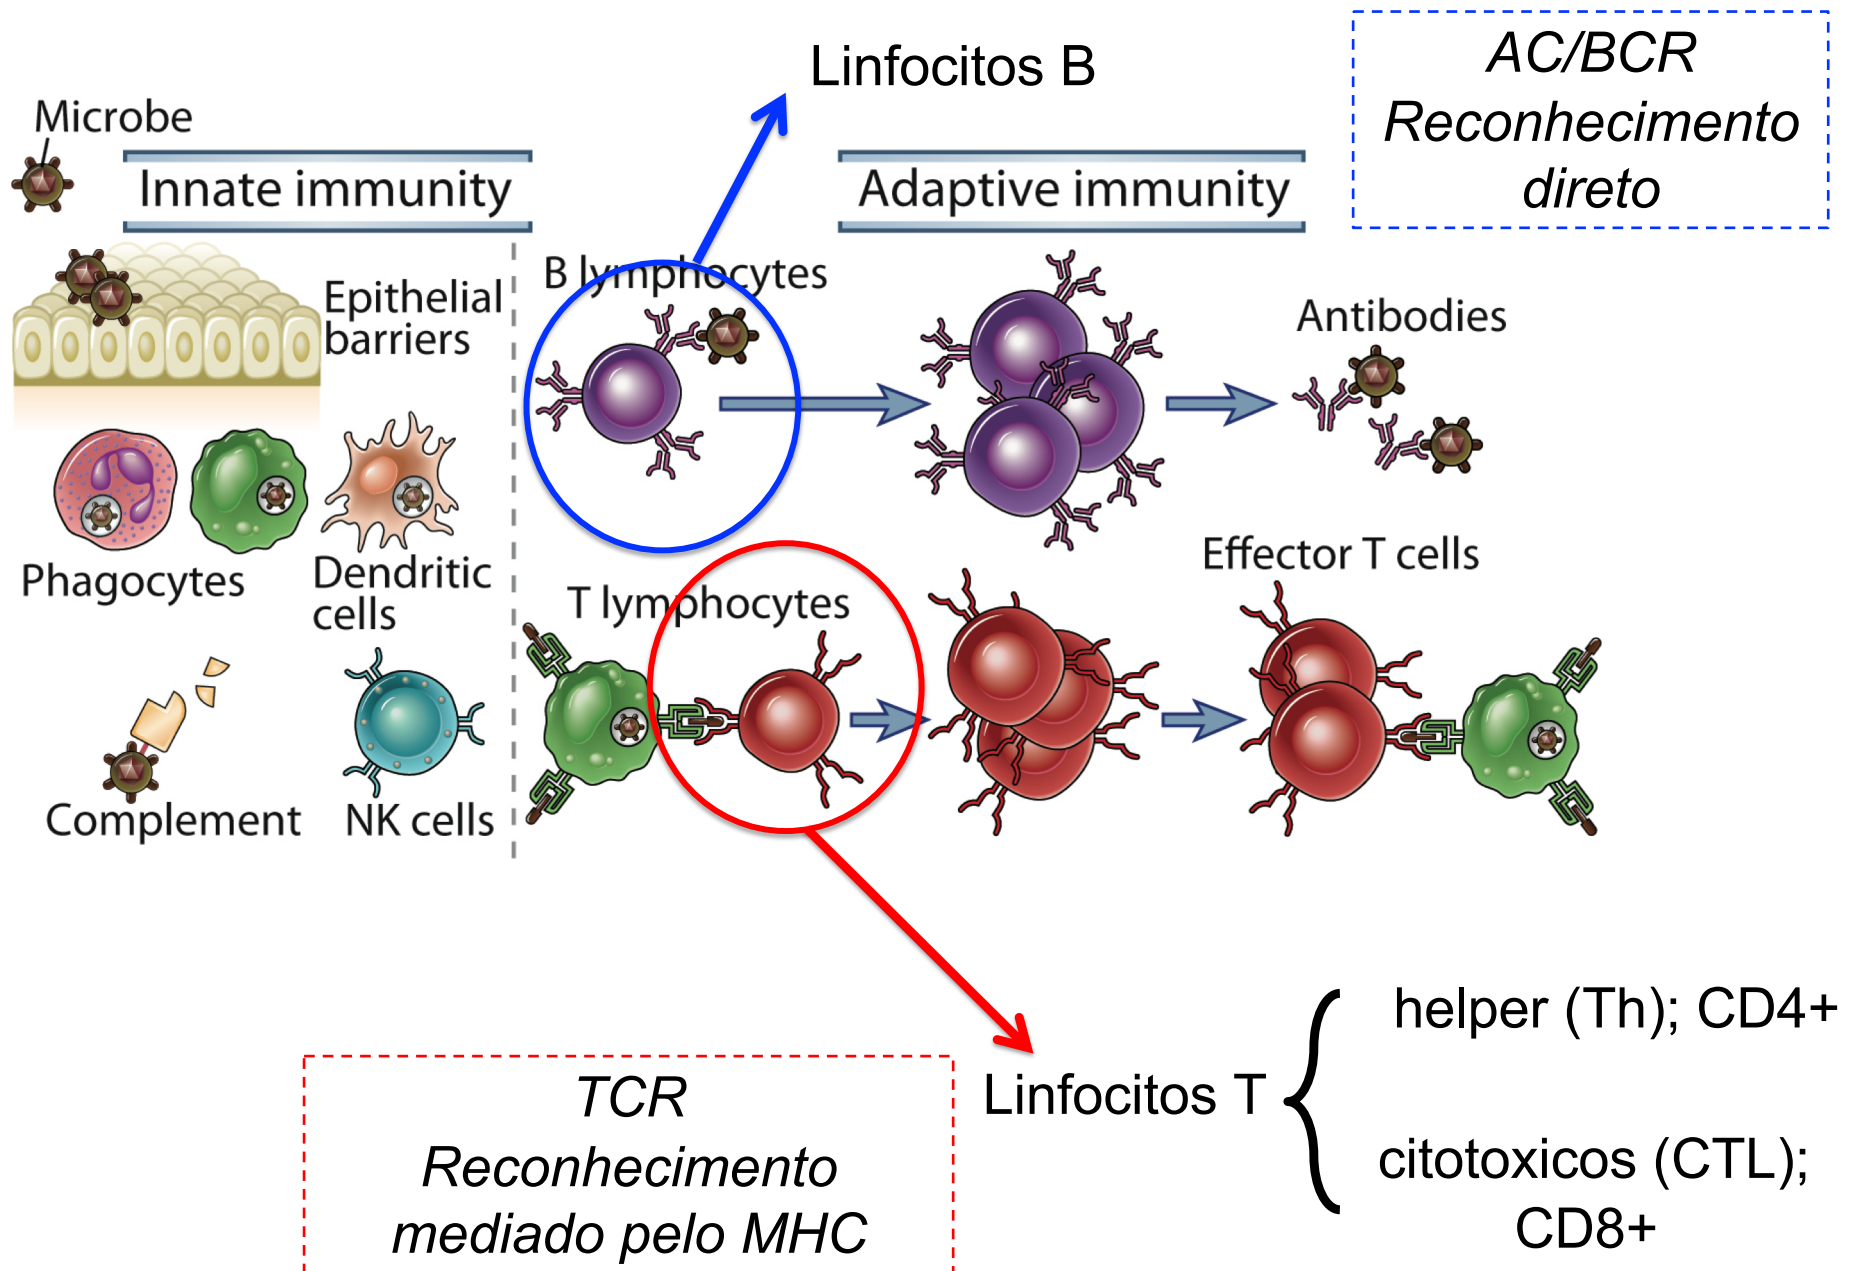 Linfocitos B
AC/BCR
Reconhecimento
direto
Microbe
Innate immunity
Adaptive immunity
Epithelial
barriers
B lymphocytes
Antibodies
Phagocytes
Dendritic
cells
T lymphocytes
Effector T cells
Complement
NK cells
TCR
Reconhecimento
mediado pelo MHC
Linfocitos T
helper (Th); CD4+
citotoxicos (CTL);
CD8+